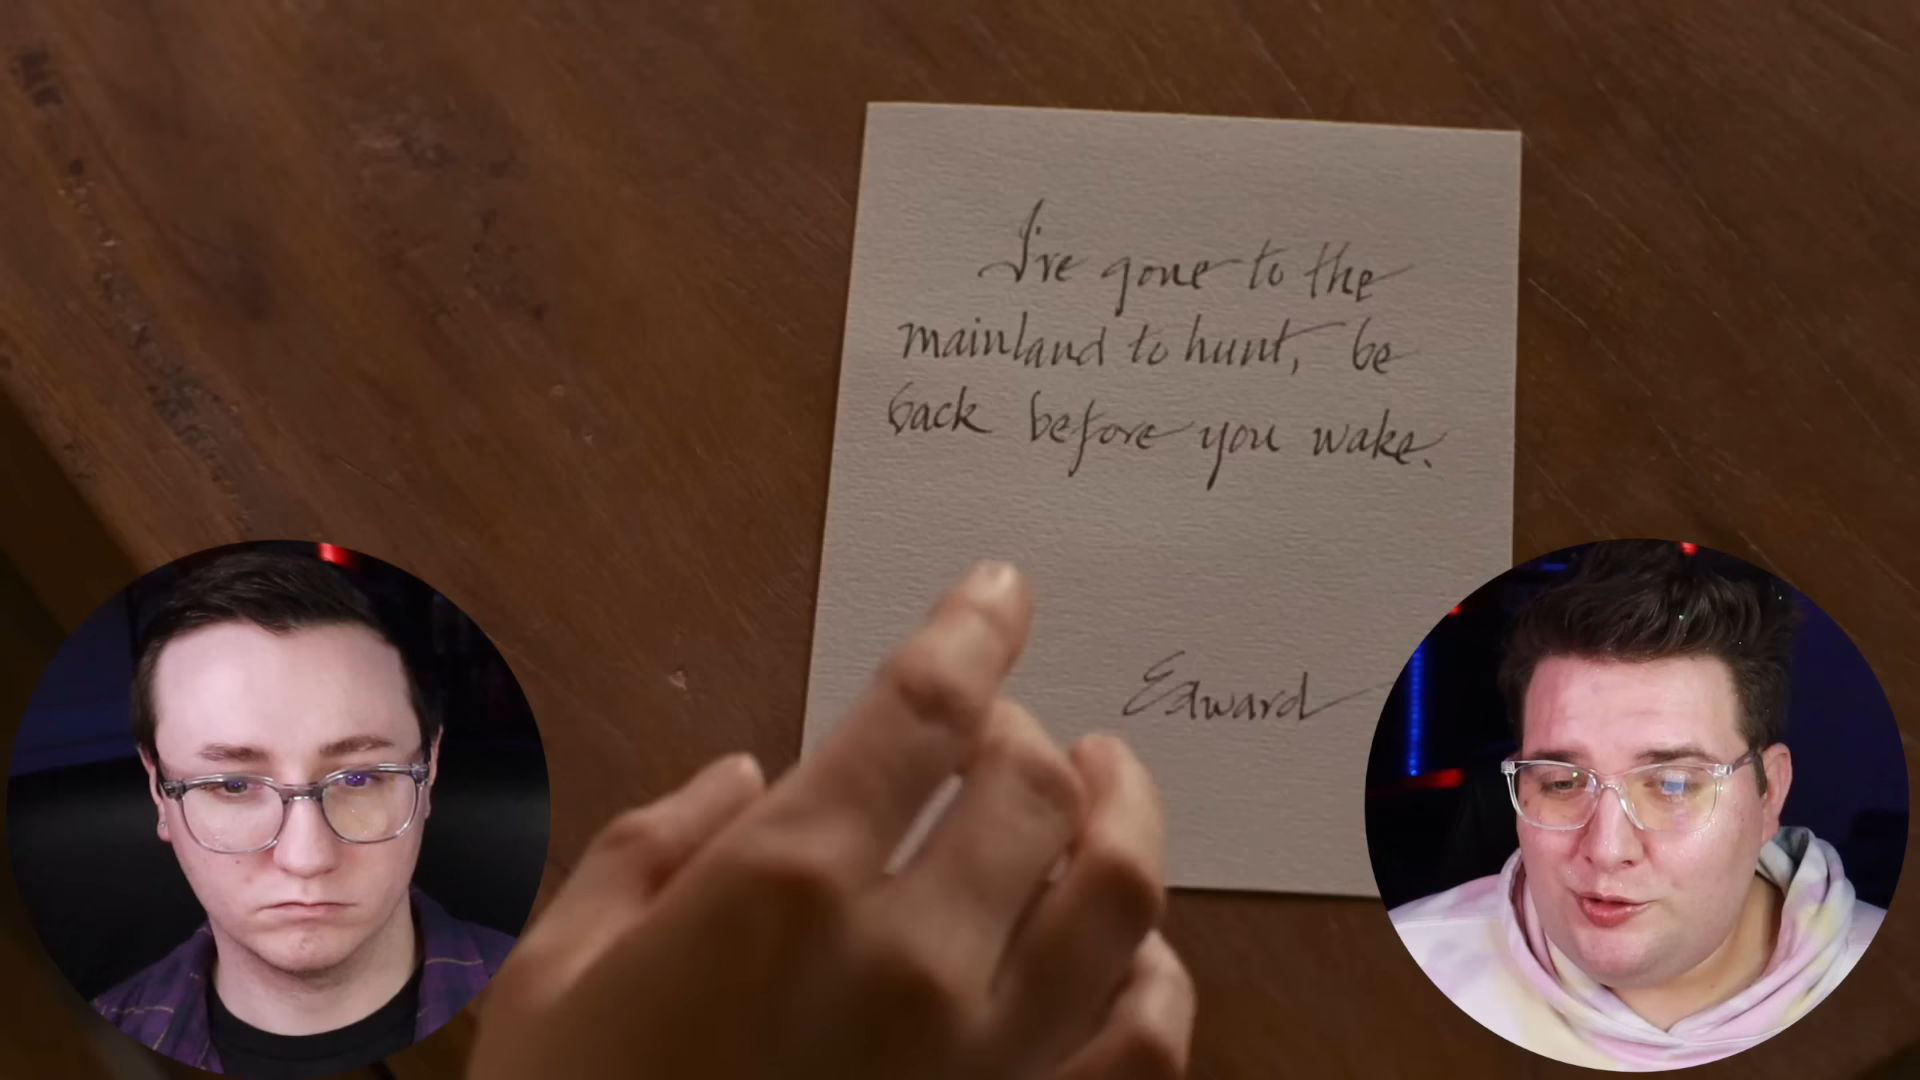 I've gone to the
mainland to hunt, be
back before you wake.
Edward